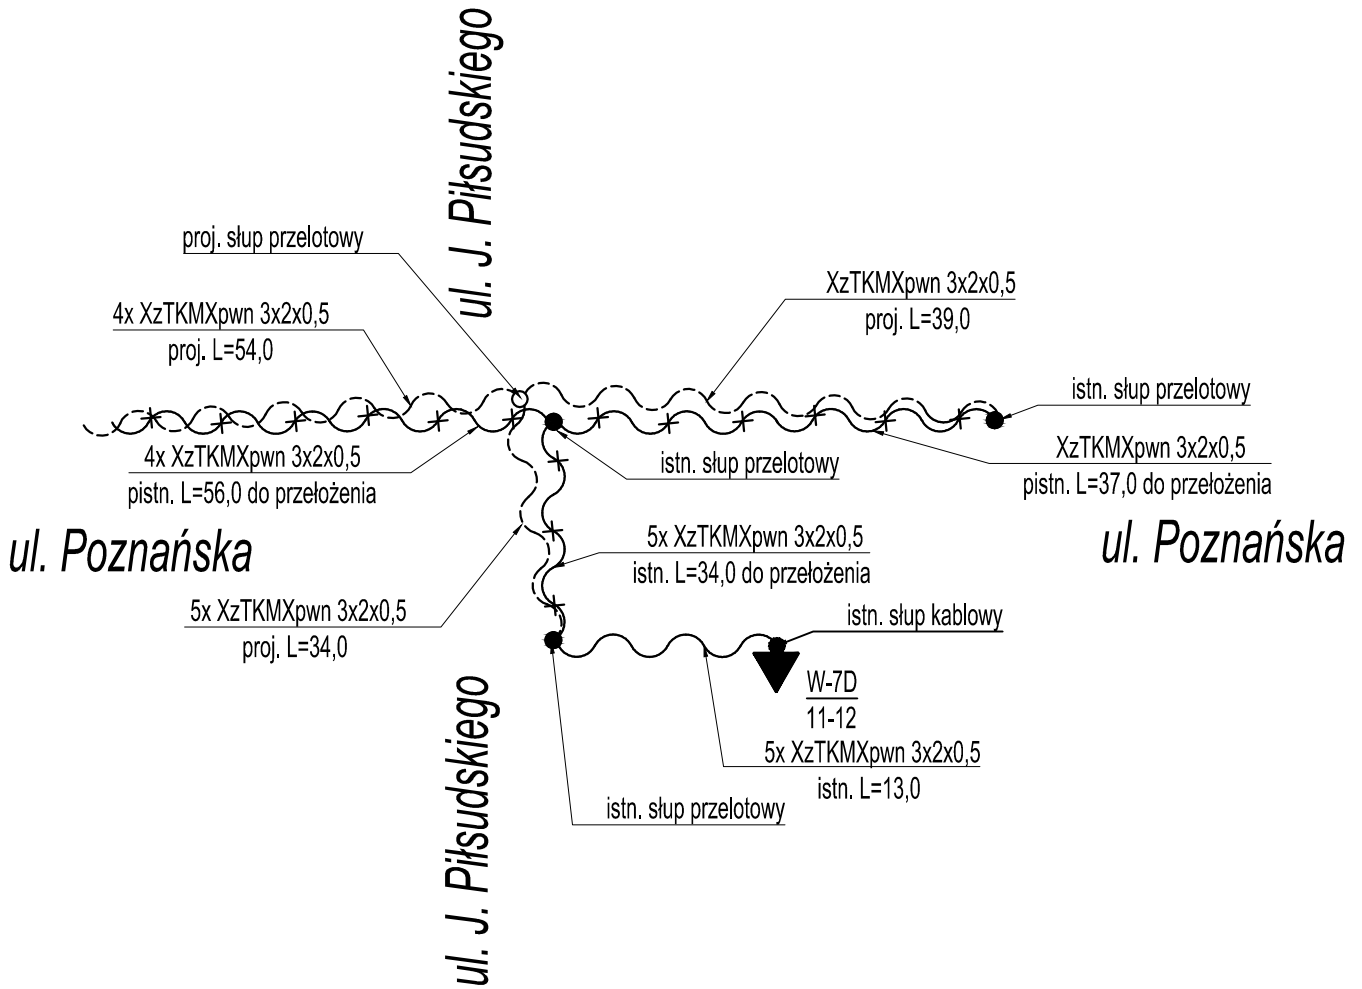 ul. J. Piłsudskiego
proj. słup przelotowy
XzTKMXpwn 3x2x0,5
proj. L=39,0
4x XzTKMXpwn 3x2x0,5
proj. L=54,0
istn. słup przelotowy
4x XzTKMXpwn 3x2x0,5
pistn. L=56,0 do przełożenia
istn. słup przelotowy
XzTKMXpwn 3x2x0,5
pistn. L=37,0 do przełożenia
ul. Poznańska
ul. Poznańska
5x XzTKMXpwn 3x2x0,5
istn. L=34,0 do przełożenia
5x XzTKMXpwn 3x2x0,5
proj. L=34,0
istn. słup kablowy
W-7D
11-12
5x XzTKMXpwn 3x2x0,5
istn. L=13,0
istn. słup przelotowy
ul. J. Piłsudskiego